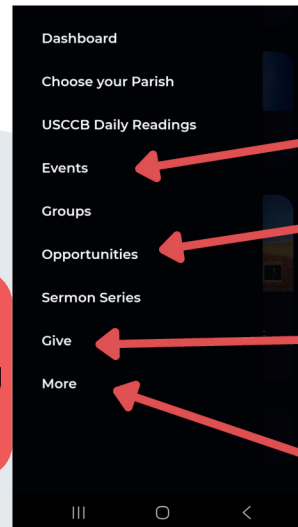 Dashboard
Choose your Parish
USCCB Daily Readings
Events
Groups
Opportunities
Sermon Series
Give
More